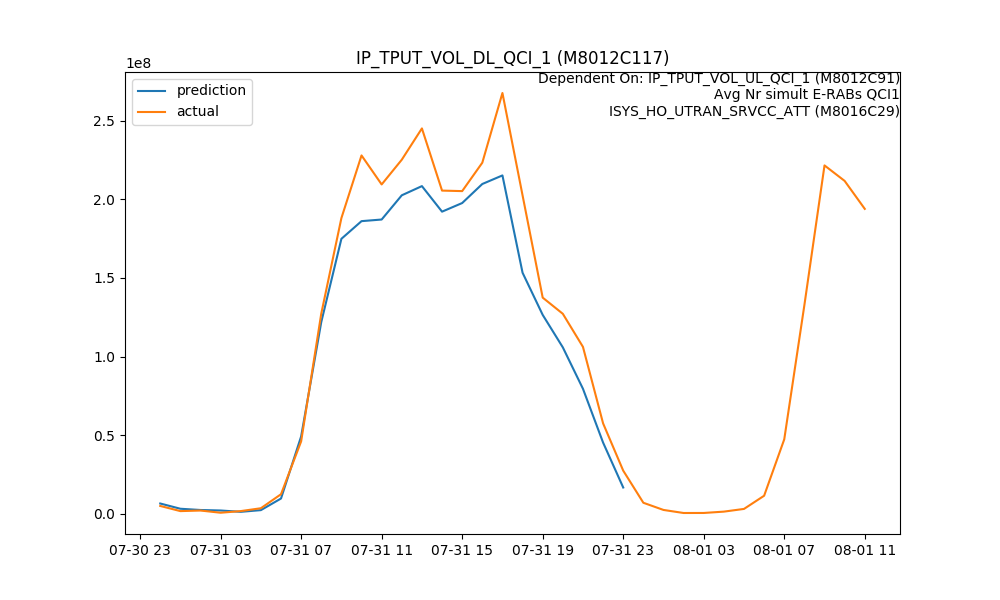 IP_TPUT_VOL_DL_QCI_1 (M8012C117)
1e8
Dependent On: IP_TPUT_VOL_UL_QCI_1 (M8012C91)
Avg Nr simult E-RABs QCI1
ISYS_HO_UTRAN_SRVCC_ATT (M8016C29)
prediction
actual
2.5
2.0
1.5
1.0
0.5
0.0
07-30 23 07-31 03 07-31 07 07-31 11 07-31 15 07-31 19 07-31 23 08-01 03 08-01 07 08-01 11